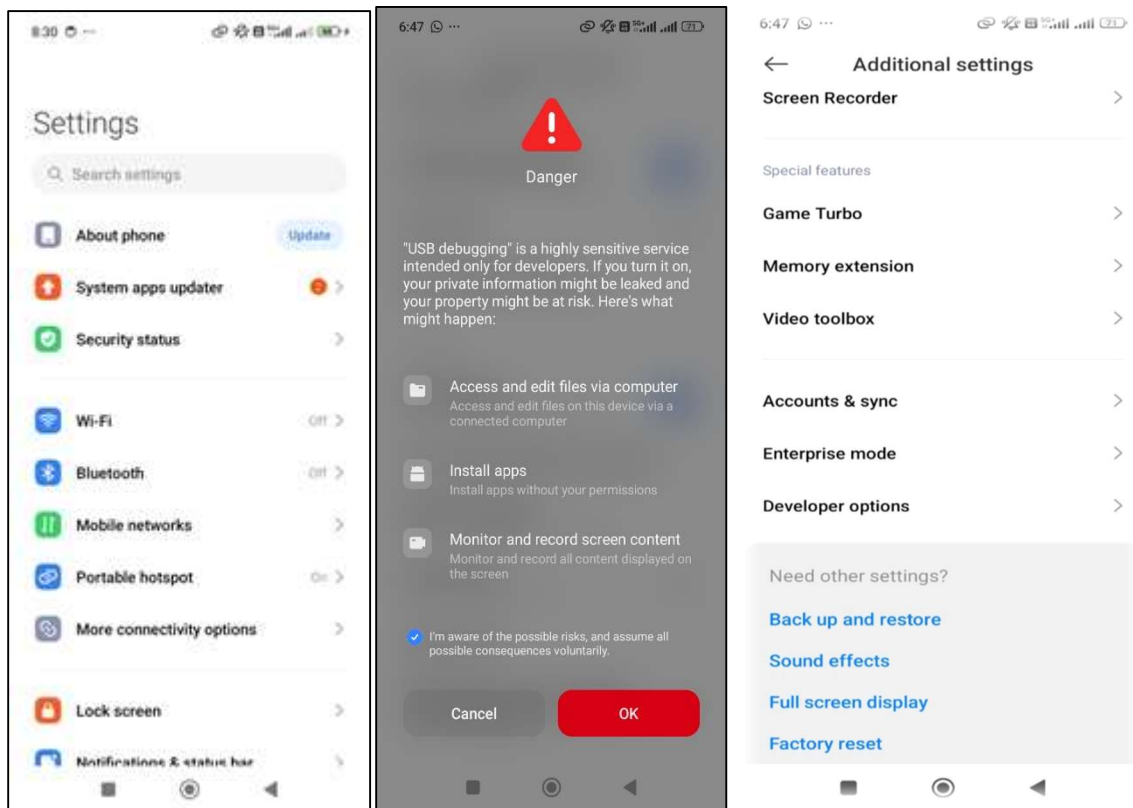 8:30
Settings
Search settings
About phone
Update
System apps updater
Security status
Wi-Fi
Off
Bluetooth
Off
Mobile networks
Portable hotspot
On
More connectivity options
Lock screen
Notifications & status bar
6:47
71
Danger
"USB debugging" is a highly sensitive service
intended only for developers. If you turn it on,
your private information might be leaked and
your property might be at risk. Here's what
might happen:
Access and edit files via computer
Access and edit files on this device via a
connected computer
Install apps
Install apps without your permissions
Monitor and record screen content
Monitor and record all content displayed on
the screen
I'm aware of the possible risks, and assume all
possible consequences voluntarily.
Cancel
OK
6:47
71
Additional settings
Screen Recorder
Special features
Game Turbo
Memory extension
Video toolbox
Accounts & sync
Enterprise mode
Developer options
Need other settings?
Back up and restore
Sound effects
Full screen display
Factory reset